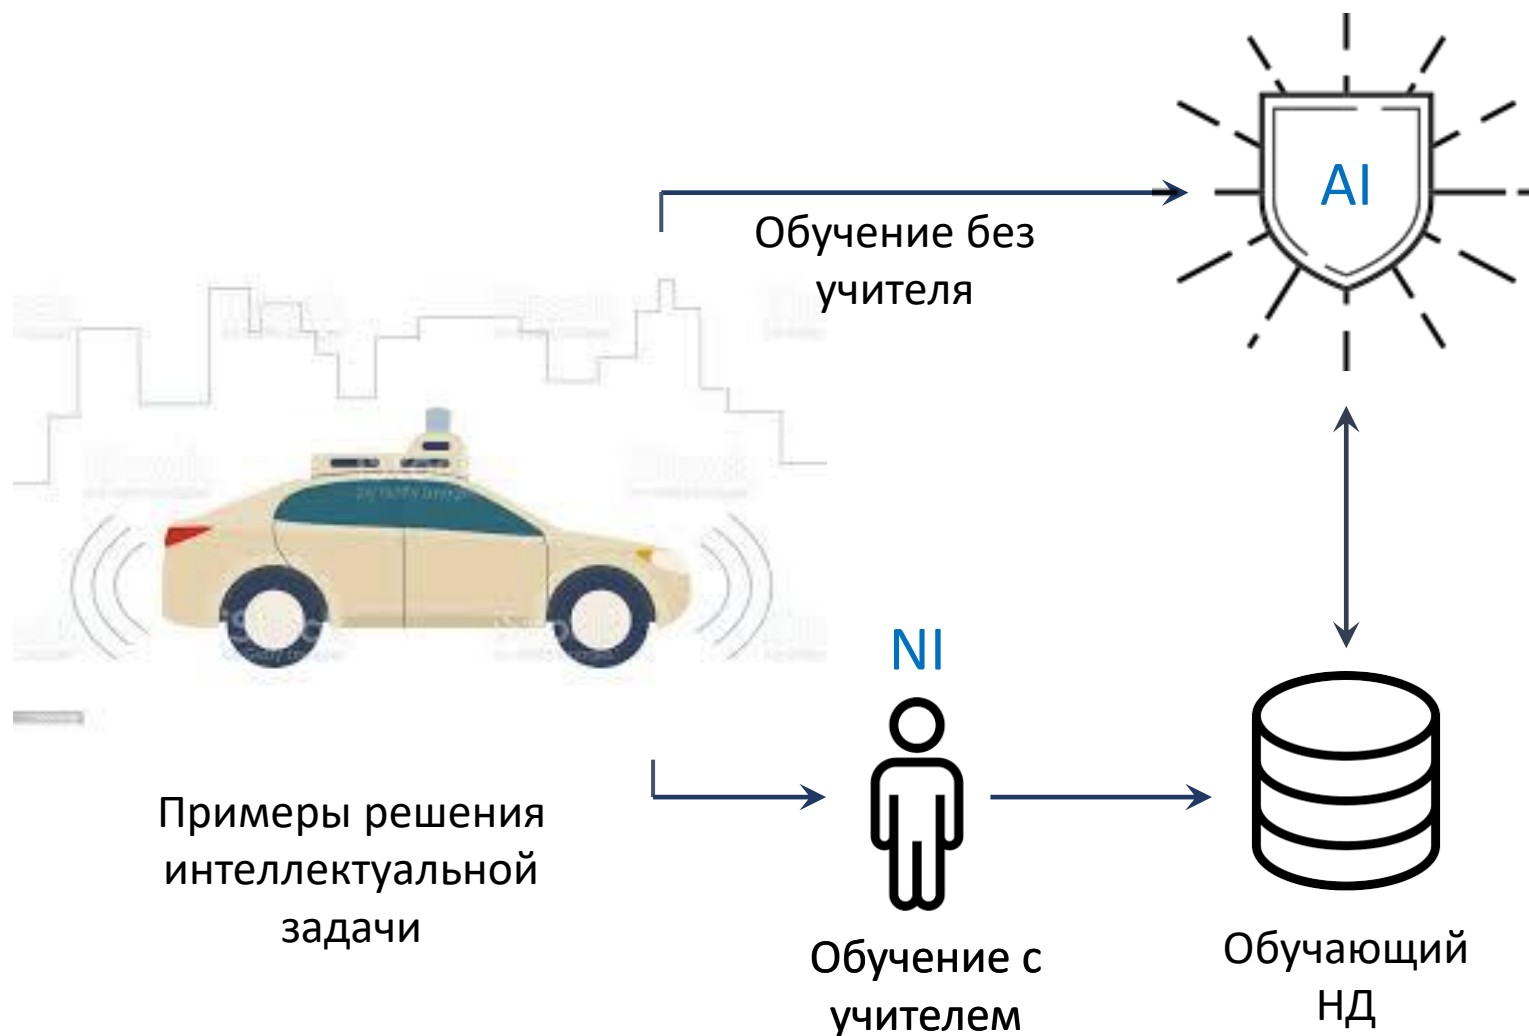 AI
Обучение без
учителя
NI
Примеры решения
интеллектуальной
задачи
Обучение с
учителем
Обучающий
НД